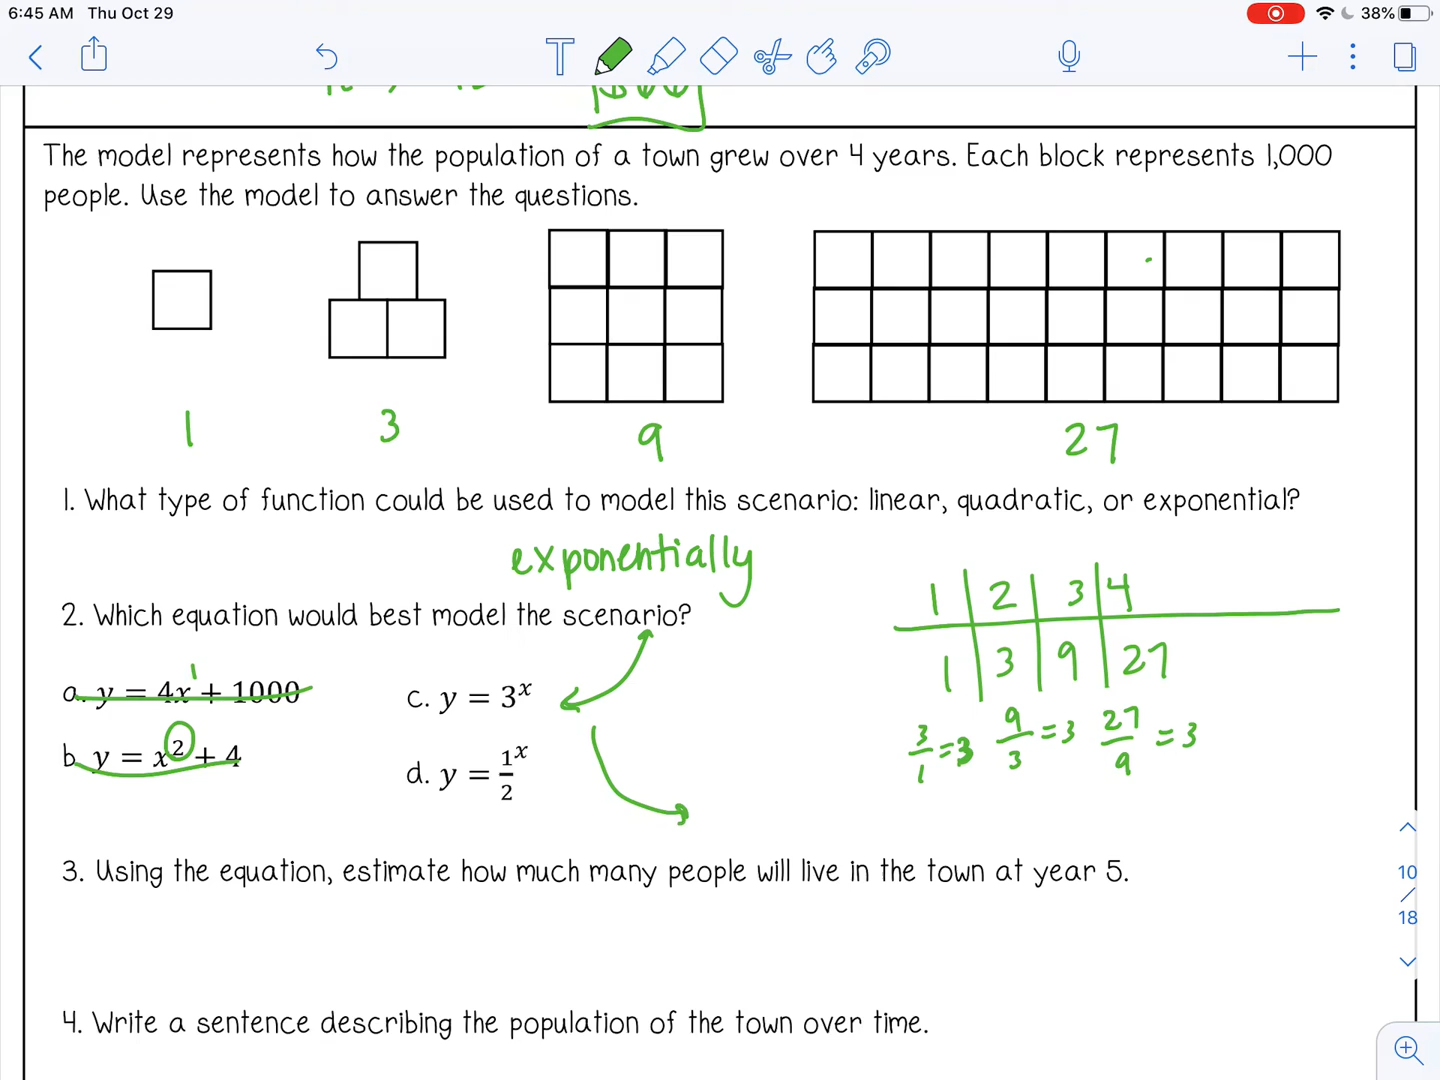 6:45 AM Thu Oct 29
38%
The model represents how the population of a town grew over 4 years. Each block represents 1,000
people. Use the model to answer the questions.
1 3 9 27
1. What type of function could be used to model this scenario: linear, quadratic, or exponential?
exponentially
2. Which equation would best model the scenario?
1 2 3 4
1 3 9 27
a. y = 4x¹ + 1000
c. y = 3ˣ
3/1 = 3 9/3 = 3 27/9 = 3
b. y = x² + 4
d. y = 1/2ˣ
3. Using the equation, estimate how much many people will live in the town at year 5.
10 / 18
4. Write a sentence describing the population of the town over time.